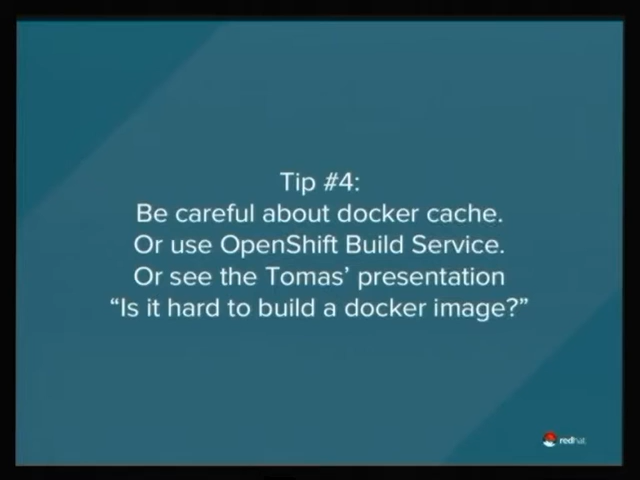 Tip #4:
Be careful about docker cache.
Or use OpenShift Build Service.
Or see the Tomas’ presentation
“Is it hard to build a docker image?”
redhat